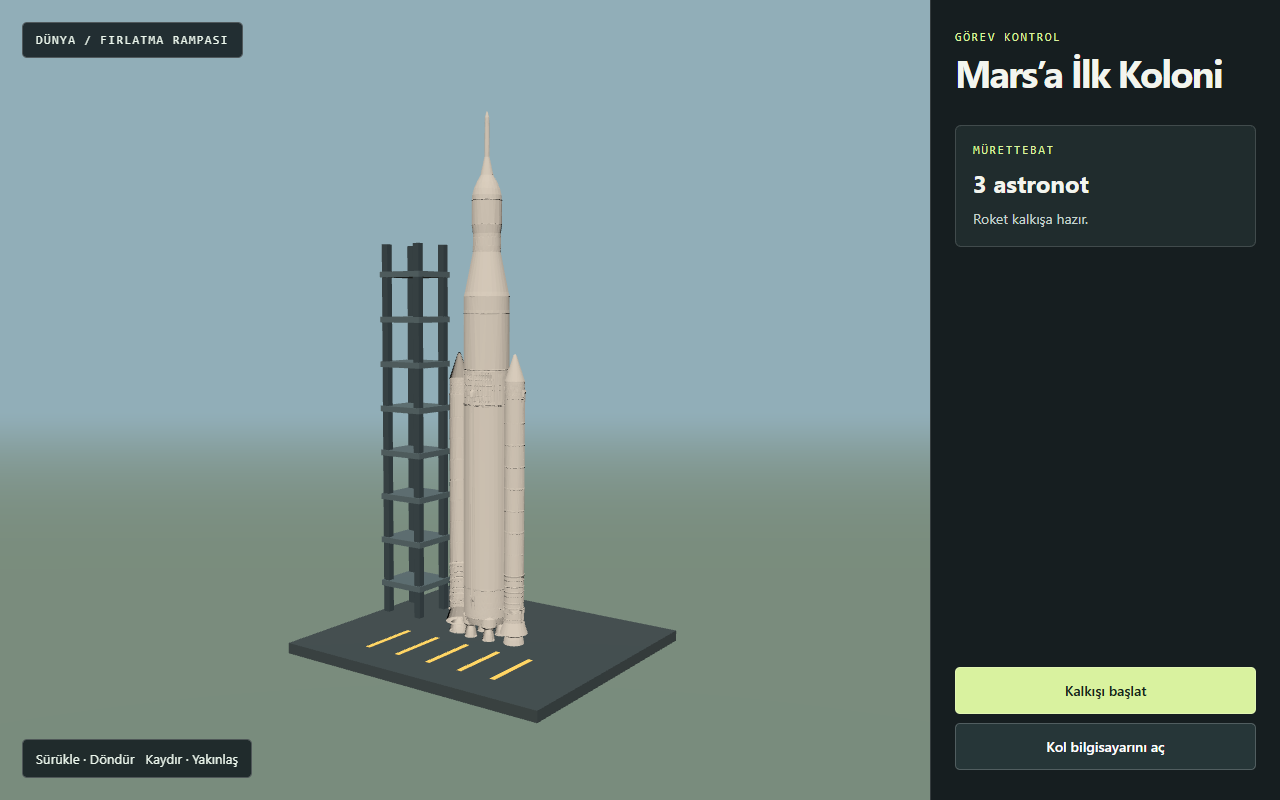 DÜNYA / FIRLATMA RAMPASI
GÖREV KONTROL
Mars’a İlk Koloni
MÜRETTEBAT
3 astronot
Roket kalkışa hazır.
Kalkışı başlat
Kol bilgisayarını aç
Sürükle · Döndür Kaydır · Yakınlaş